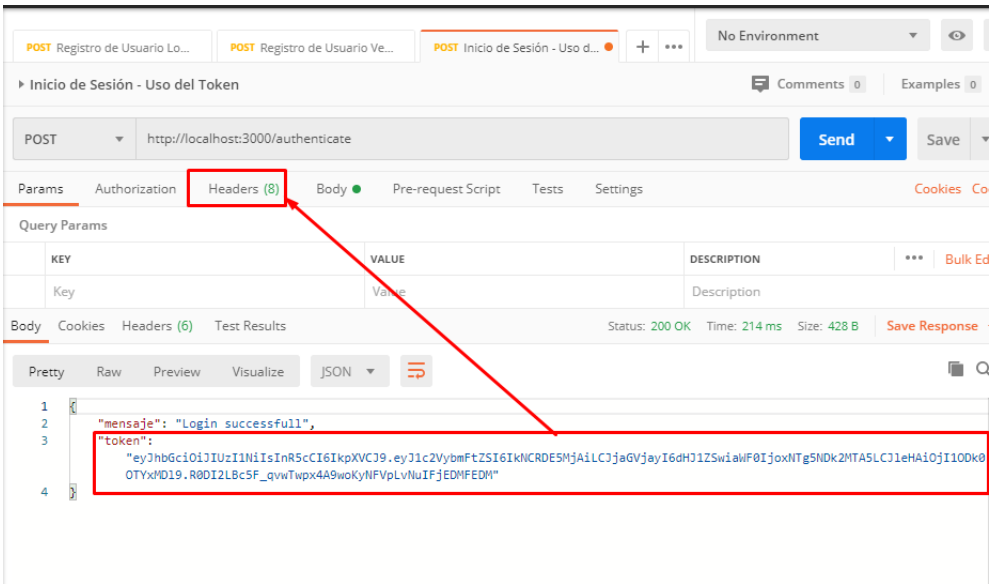 POST Registro de Usuario Lo... POST Registro de Usuario Ve... POST Inicio de Sesión - Uso d... + ••• No Environment
Inicio de Sesión - Uso del Token Comments 0 Examples 0
POST http://localhost:3000/authenticate Send Save
Params Authorization Headers (8) Body Pre-request Script Tests Settings Cookies Co
Query Params
KEY VALUE DESCRIPTION ••• Bulk Ed
Key Value Description
Body Cookies Headers (6) Test Results Status: 200 OK Time: 214 ms Size: 428 B Save Response
Pretty Raw Preview Visualize JSON
1 {
2 "mensaje": "Login successfull",
3 "token":
"eyJhbGciOiJIUzI1NiIsInR5cCI6IkpXVCJ9.eyJ1c2VybmFtZSI6IkNCRDE5MjAiLCJjaGVjayI6dHJ1ZSwiaWF0IjoxNTg5NDk2MTA5LCJleHAiOjI1ODk0
OTYxMDl9.R0DI2LBc5F_qvwTwpx4A9woKyNFVpLvNuIFjEDMFEDM"
4 }